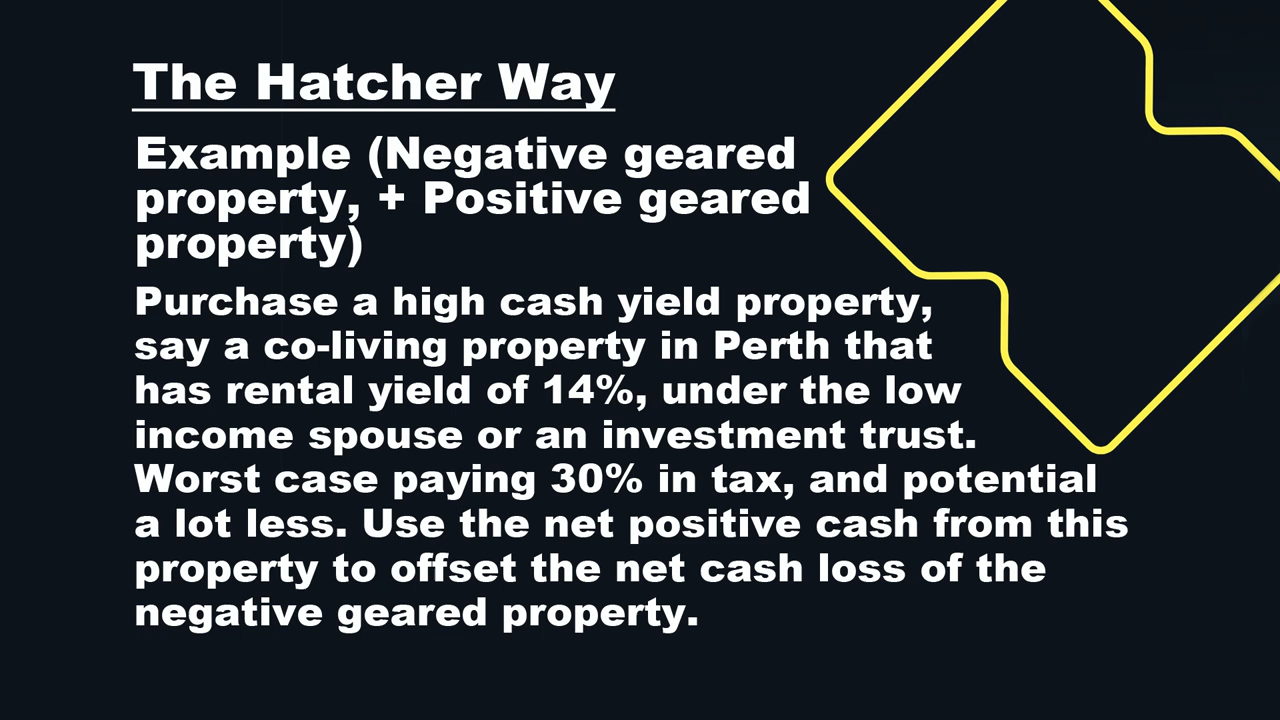 The Hatcher Way
Example (Negative geared
property, + Positive geared
property)
Purchase a high cash yield property,
say a co-living property in Perth that
has rental yield of 14%, under the low
income spouse or an investment trust.
Worst case paying 30% in tax, and potential
a lot less. Use the net positive cash from this
property to offset the net cash loss of the
negative geared property.